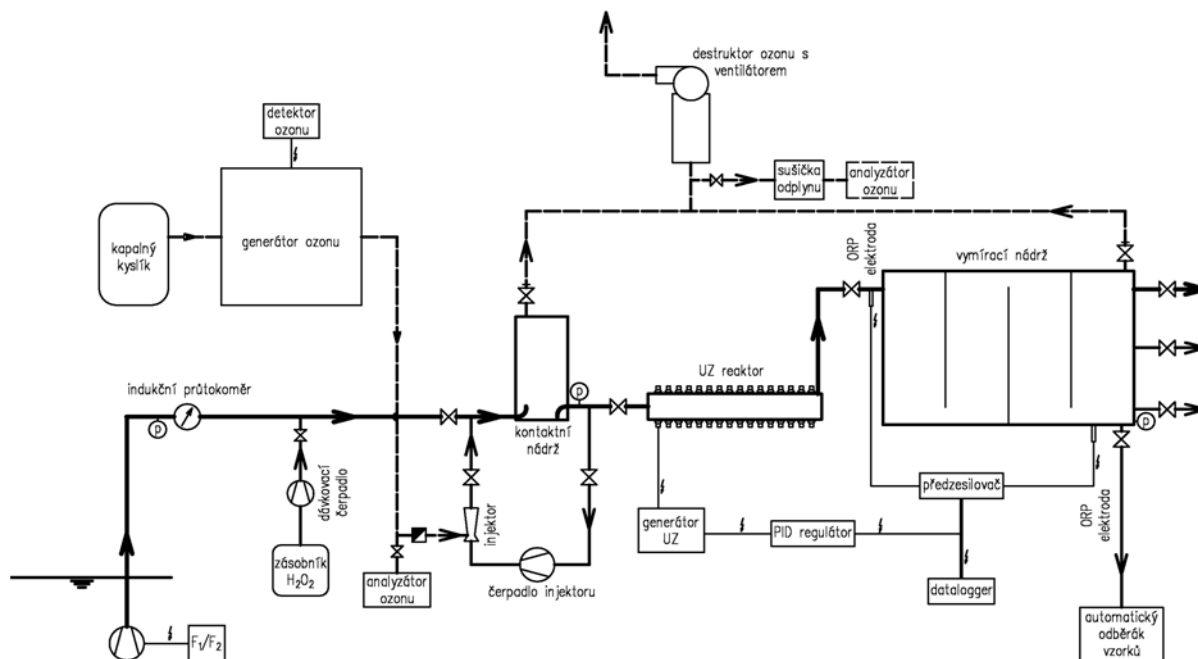 destruktor ozonu s
ventilátorem
detektor
ozonu
sušička
odplynu
analyzátor
ozonu
kapalný
kyslík
generátor ozonu
ORP
elektroda
vymírací nádrž
indukční průtokoměr
UZ reaktor
P
P
kontaktní
nádrž
P
dávkovací
čerpadlo
injektor
předzesilovač
generátor
UZ
PID regulátor
ORP
elektroda
zásobník
H₂O₂
analyzátor
ozonu
čerpadlo injektoru
datalogger
F₁/F₂
automatický
odběrák
vzorků